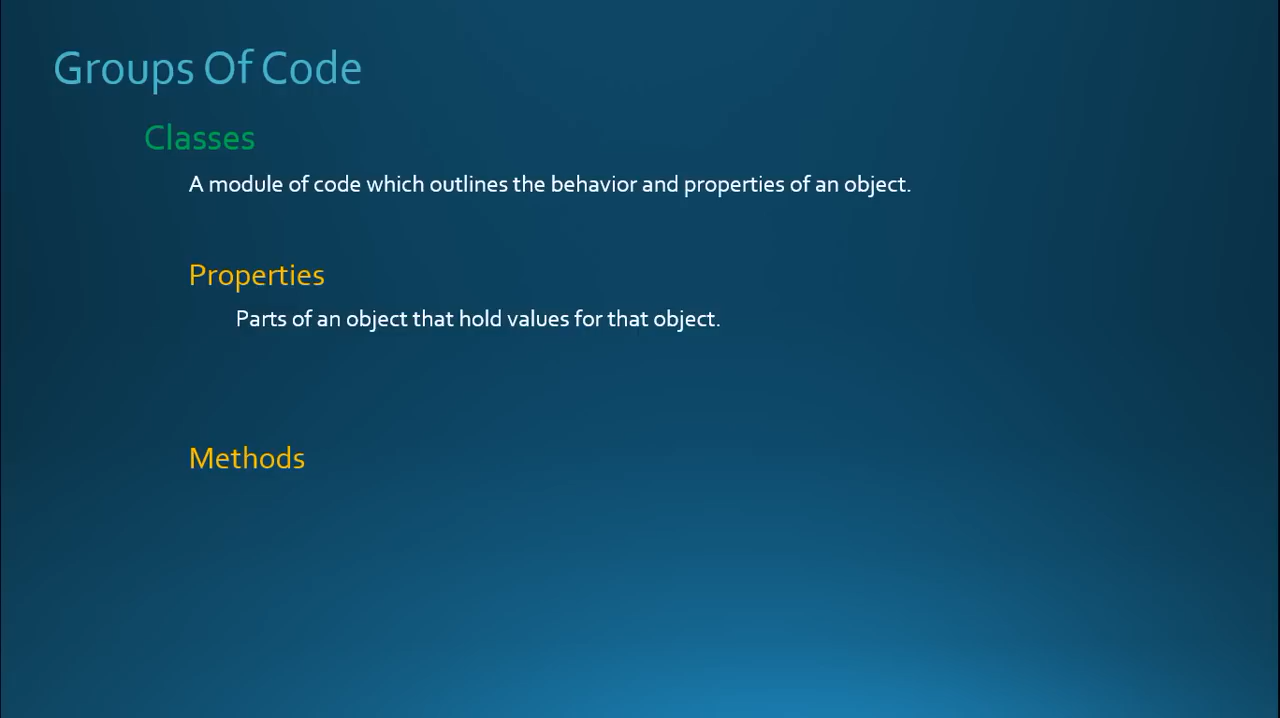 Groups Of Code
Classes
A module of code which outlines the behavior and properties of an object.
Properties
Parts of an object that hold values for that object.
Methods